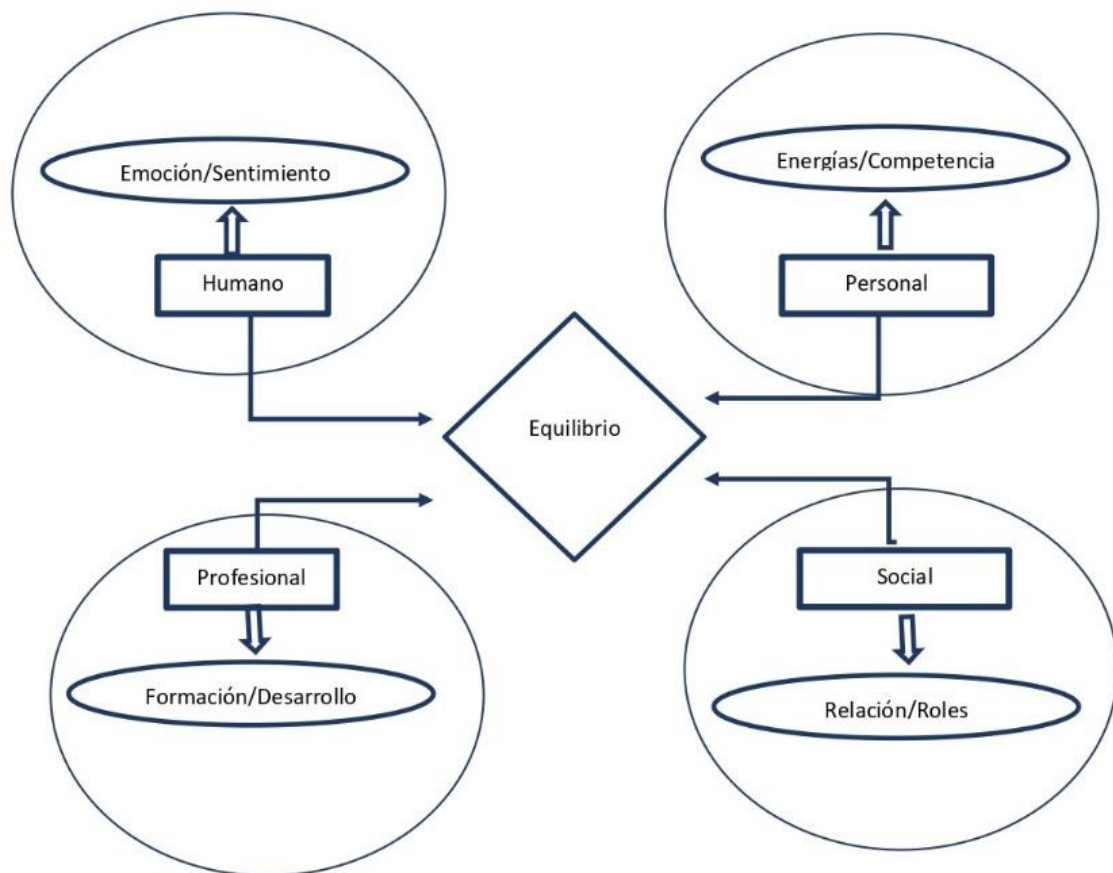 Emoción/Sentimiento
Energías/Competencia
Humano
Personal
Equilibrio
Profesional
Social
Formación/Desarrollo
Relación/Roles